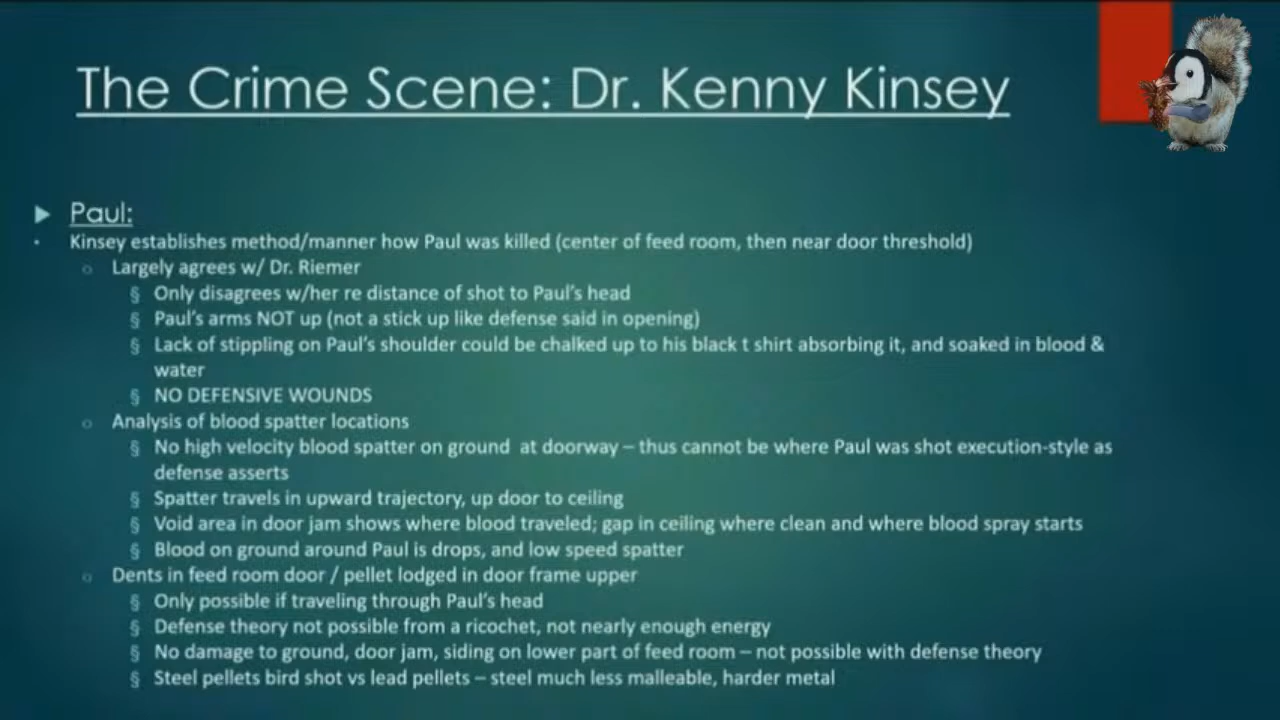 The Crime Scene: Dr. Kenny Kinsey
Paul:
Kinsey establishes method/manner how Paul was killed (center of feed room, then near door threshold)
Largely agrees w/ Dr. Riemer
Only disagrees w/her re distance of shot to Paul's head
Paul's arms NOT up (not a stick up like defense said in opening)
Lack of stippling on Paul's shoulder could be chalked up to his black t shirt absorbing it, and soaked in blood &
water
NO DEFENSIVE WOUNDS
Analysis of blood spatter locations
No high velocity blood spatter on ground at doorway – thus cannot be where Paul was shot execution-style as
defense asserts
Spatter travels in upward trajectory, up door to ceiling
Void area in door jam shows where blood traveled; gap in ceiling where clean and where blood spray starts
Blood on ground around Paul is drops, and low speed spatter
Dents in feed room door / pellet lodged in door frame upper
Only possible if traveling through Paul's head
Defense theory not possible from a ricochet, not nearly enough energy
No damage to ground, door jam, siding on lower part of feed room – not possible with defense theory
Steel pellets bird shot vs lead pellets – steel much less malleable, harder metal